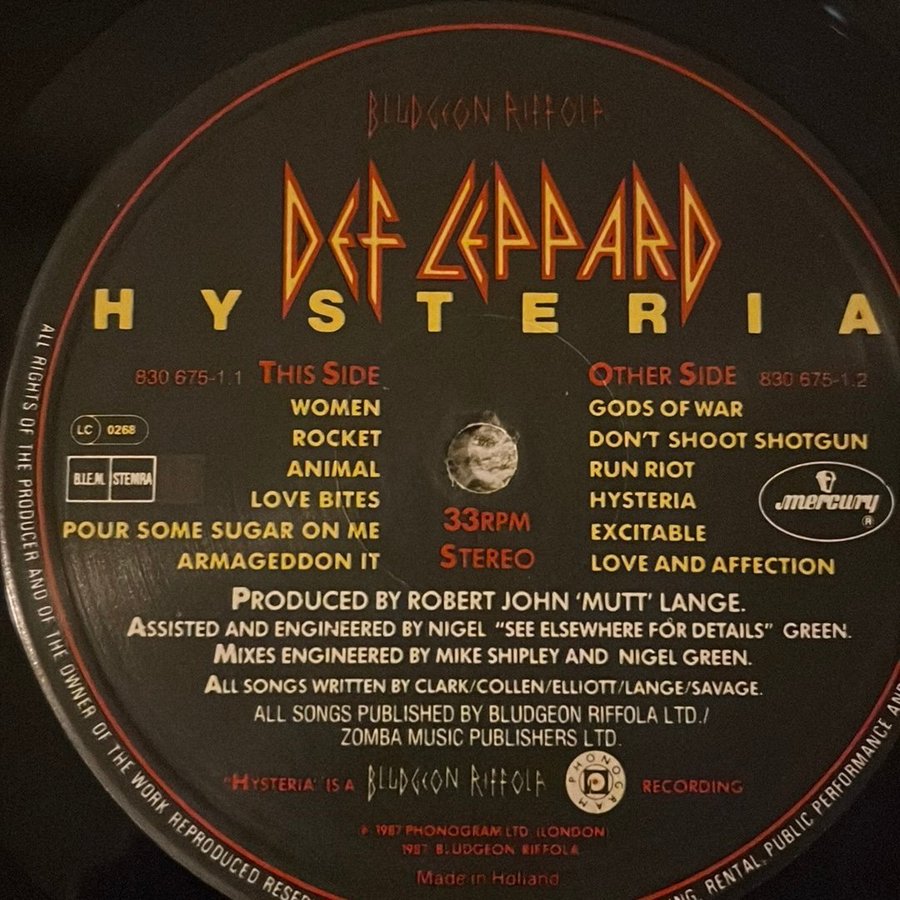 BLUDGEON RIFFOLA
DEF LEPPARD
HYSTERIA
830 675-1.1 THIS SIDE
WOMEN
ROCKET
ANIMAL
LOVE BITES
POUR SOME SUGAR ON ME
ARMAGEDDON IT
LC 0268
B.I.E.M. STEMRA
33RPM
STEREO
OTHER SIDE 830 675-1.2
GODS OF WAR
DON'T SHOOT SHOTGUN
RUN RIOT
HYSTERIA
EXCITABLE
LOVE AND AFFECTION
mercury ®
PRODUCED BY ROBERT JOHN 'MUTT' LANGE.
ASSISTED AND ENGINEERED BY NIGEL "SEE ELSEWHERE FOR DETAILS" GREEN.
MIXES ENGINEERED BY MIKE SHIPLEY AND NIGEL GREEN.
ALL SONGS WRITTEN BY CLARK/COLLEN/ELLIOTT/LANGE/SAVAGE.
ALL SONGS PUBLISHED BY BLUDGEON RIFFOLA LTD./
ZOMBA MUSIC PUBLISHERS LTD.
"HYSTERIA" IS A BLUDGEON RIFFOLA PHONOGRAM RECORDING
℗ 1987 PHONOGRAM LTD. (LONDON)
1987 BLUDGEON RIFFOLA
Made in Holland
ALL RIGHTS OF THE PRODUCER AND OF THE OWNER OF THE WORK REPRODUCED
RENTAL, PUBLIC PERFORMANCE AND